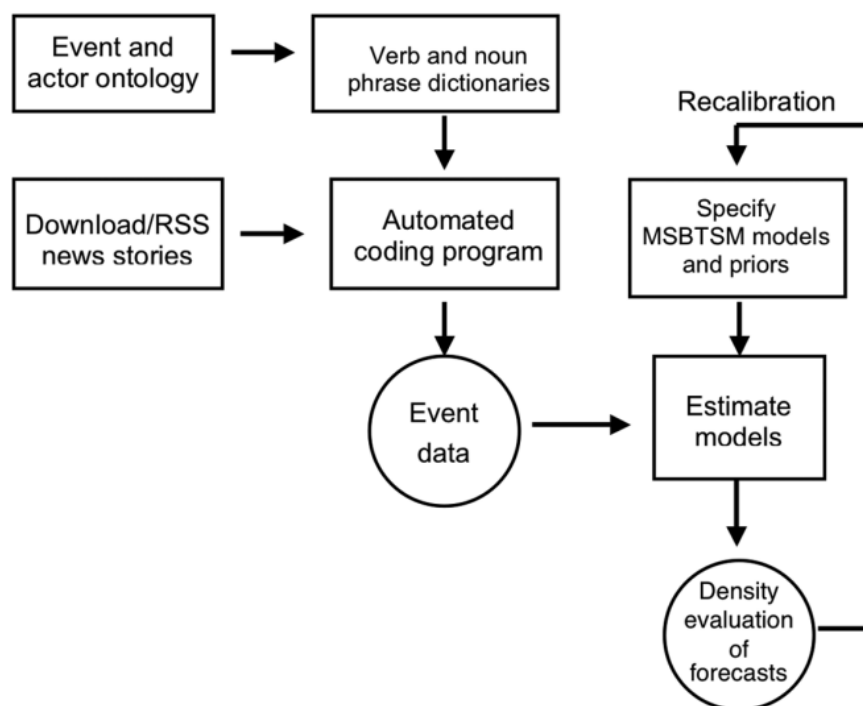 Event and
actor ontology
Verb and noun
phrase dictionaries
Recalibration
Download/RSS
news stories
Automated
coding program
Specify
MSBTSM models
and priors
Event
data
Estimate
models
Density
evaluation
of
forecasts